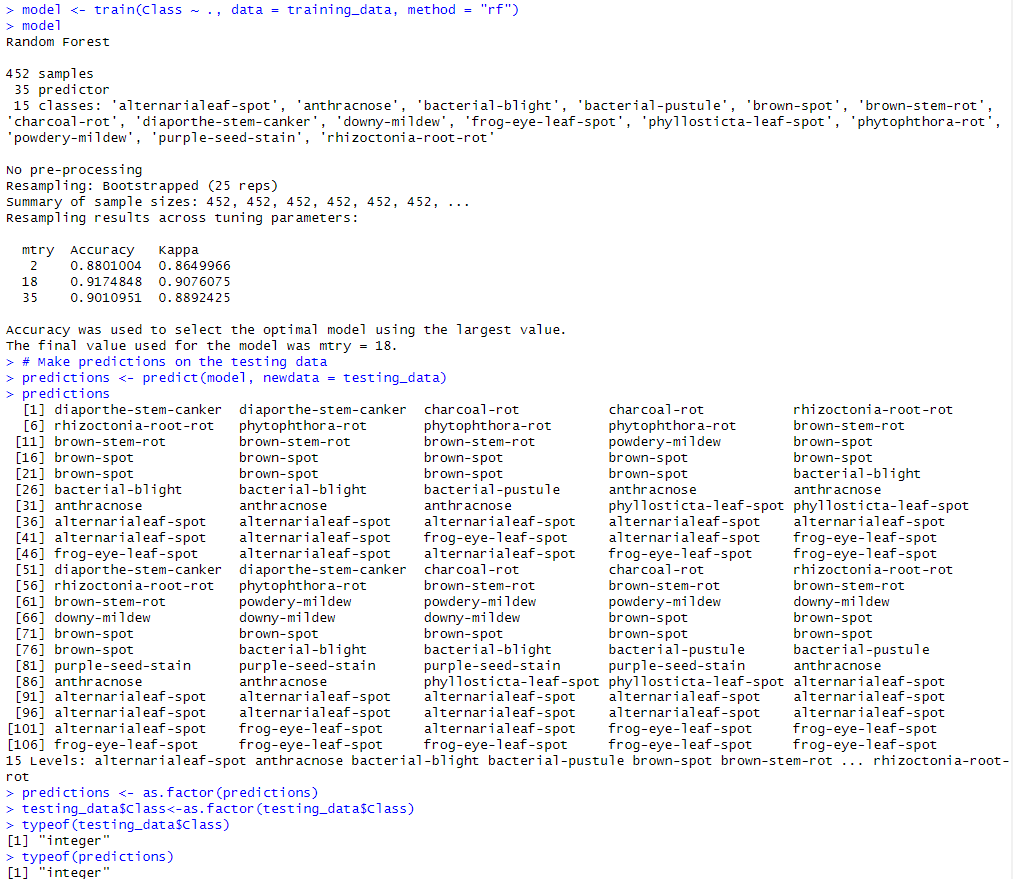 > model <- train(Class ~ ., data = training_data, method = "rf")
> model
Random Forest
452 samples
35 predictor
15 classes: 'alternarialeaf-spot', 'anthracnose', 'bacterial-blight', 'bacterial-pustule', 'brown-spot', 'brown-stem-rot',
'charcoal-rot', 'diaporthe-stem-canker', 'downy-mildew', 'frog-eye-leaf-spot', 'phyllosticta-leaf-spot', 'phytophthora-rot',
'powdery-mildew', 'purple-seed-stain', 'rhizoctonia-root-rot'
No pre-processing
Resampling: Bootstrapped (25 reps)
Summary of sample sizes: 452, 452, 452, 452, 452, 452, ...
Resampling results across tuning parameters:
mtry Accuracy Kappa
2 0.8801004 0.8649966
18 0.9174848 0.9076075
35 0.9010951 0.8892425
Accuracy was used to select the optimal model using the largest value.
The final value used for the model was mtry = 18.
> # Make predictions on the testing data
> predictions <- predict(model, newdata = testing_data)
> predictions
[1] diaporthe-stem-canker diaporthe-stem-canker charcoal-rot charcoal-rot rhizoctonia-root-rot
[6] rhizoctonia-root-rot phytophthora-rot phytophthora-rot phytophthora-rot brown-stem-rot
[11] brown-stem-rot brown-stem-rot brown-stem-rot powdery-mildew brown-spot
[16] brown-spot brown-spot brown-spot brown-spot brown-spot
[21] brown-spot brown-spot brown-spot brown-spot bacterial-blight
[26] bacterial-blight bacterial-blight bacterial-pustule anthracnose anthracnose
[31] anthracnose anthracnose anthracnose phyllosticta-leaf-spot phyllosticta-leaf-spot
[36] alternarialeaf-spot alternarialeaf-spot alternarialeaf-spot alternarialeaf-spot alternarialeaf-spot
[41] alternarialeaf-spot alternarialeaf-spot frog-eye-leaf-spot alternarialeaf-spot frog-eye-leaf-spot
[46] frog-eye-leaf-spot alternarialeaf-spot alternarialeaf-spot frog-eye-leaf-spot frog-eye-leaf-spot
[51] diaporthe-stem-canker diaporthe-stem-canker charcoal-rot charcoal-rot rhizoctonia-root-rot
[56] rhizoctonia-root-rot phytophthora-rot brown-stem-rot brown-stem-rot brown-stem-rot
[61] brown-stem-rot powdery-mildew powdery-mildew powdery-mildew downy-mildew
[66] downy-mildew downy-mildew downy-mildew brown-spot brown-spot
[71] brown-spot brown-spot brown-spot brown-spot brown-spot
[76] brown-spot bacterial-blight bacterial-blight bacterial-pustule bacterial-pustule
[81] purple-seed-stain purple-seed-stain purple-seed-stain purple-seed-stain anthracnose
[86] anthracnose anthracnose phyllosticta-leaf-spot phyllosticta-leaf-spot alternarialeaf-spot
[91] alternarialeaf-spot alternarialeaf-spot alternarialeaf-spot alternarialeaf-spot alternarialeaf-spot
[96] alternarialeaf-spot alternarialeaf-spot alternarialeaf-spot alternarialeaf-spot alternarialeaf-spot
[101] alternarialeaf-spot frog-eye-leaf-spot frog-eye-leaf-spot frog-eye-leaf-spot frog-eye-leaf-spot
[106] frog-eye-leaf-spot frog-eye-leaf-spot frog-eye-leaf-spot frog-eye-leaf-spot frog-eye-leaf-spot
15 Levels: alternarialeaf-spot anthracnose bacterial-blight bacterial-pustule brown-spot brown-stem-rot ... rhizoctonia-root-
rot
> predictions <- as.factor(predictions)
> testing_data$Class<-as.factor(testing_data$Class)
> typeof(testing_data$Class)
[1] "integer"
> typeof(predictions)
[1] "integer"